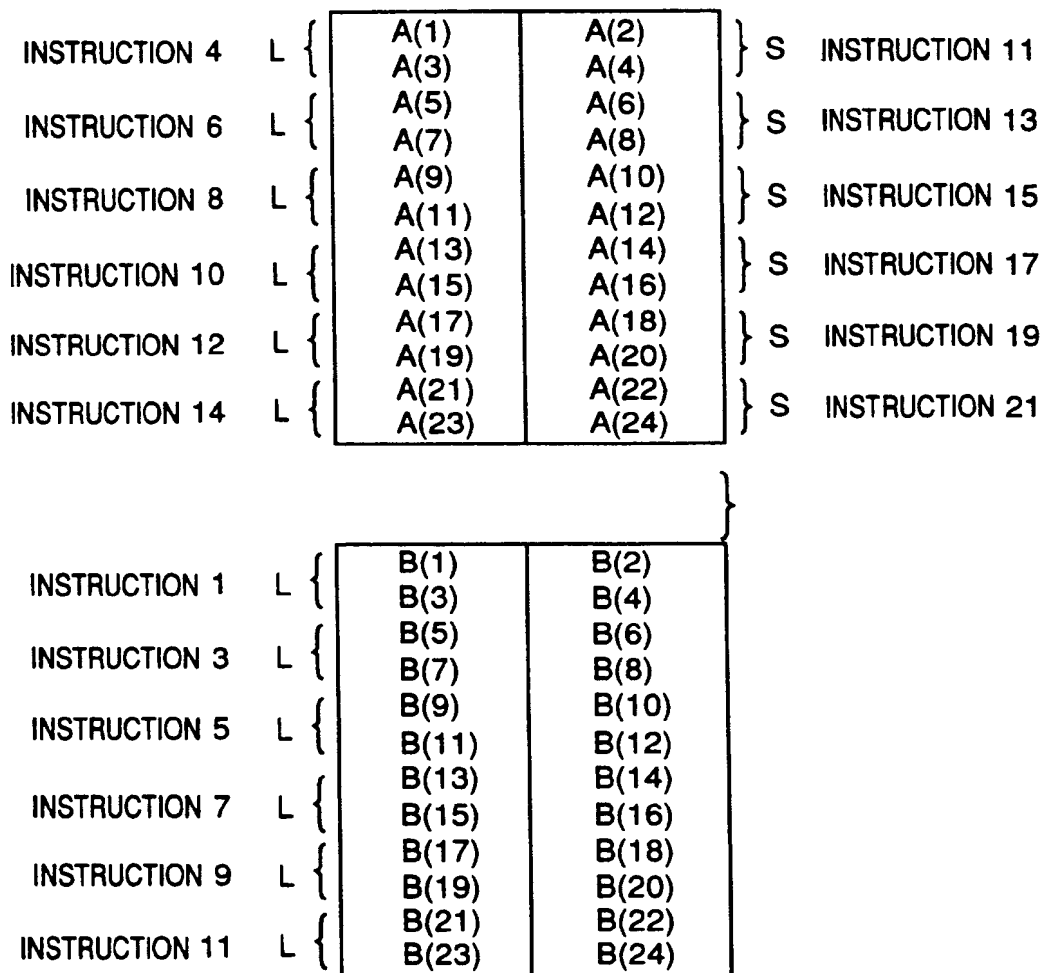 A(1) A(2)
INSTRUCTION 4 L { } S INSTRUCTION 11
A(3) A(4)
A(5) A(6)
INSTRUCTION 6 L { } S INSTRUCTION 13
A(7) A(8)
A(9) A(10)
INSTRUCTION 8 L { } S INSTRUCTION 15
A(11) A(12)
A(13) A(14)
INSTRUCTION 10 L { } S INSTRUCTION 17
A(15) A(16)
A(17) A(18)
INSTRUCTION 12 L { } S INSTRUCTION 19
A(19) A(20)
A(21) A(22)
INSTRUCTION 14 L { } S INSTRUCTION 21
A(23) A(24)
}
B(1) B(2)
INSTRUCTION 1 L {
B(3) B(4)
B(5) B(6)
INSTRUCTION 3 L {
B(7) B(8)
B(9) B(10)
INSTRUCTION 5 L {
B(11) B(12)
B(13) B(14)
INSTRUCTION 7 L {
B(15) B(16)
B(17) B(18)
INSTRUCTION 9 L {
B(19) B(20)
B(21) B(22)
INSTRUCTION 11 L {
B(23) B(24)